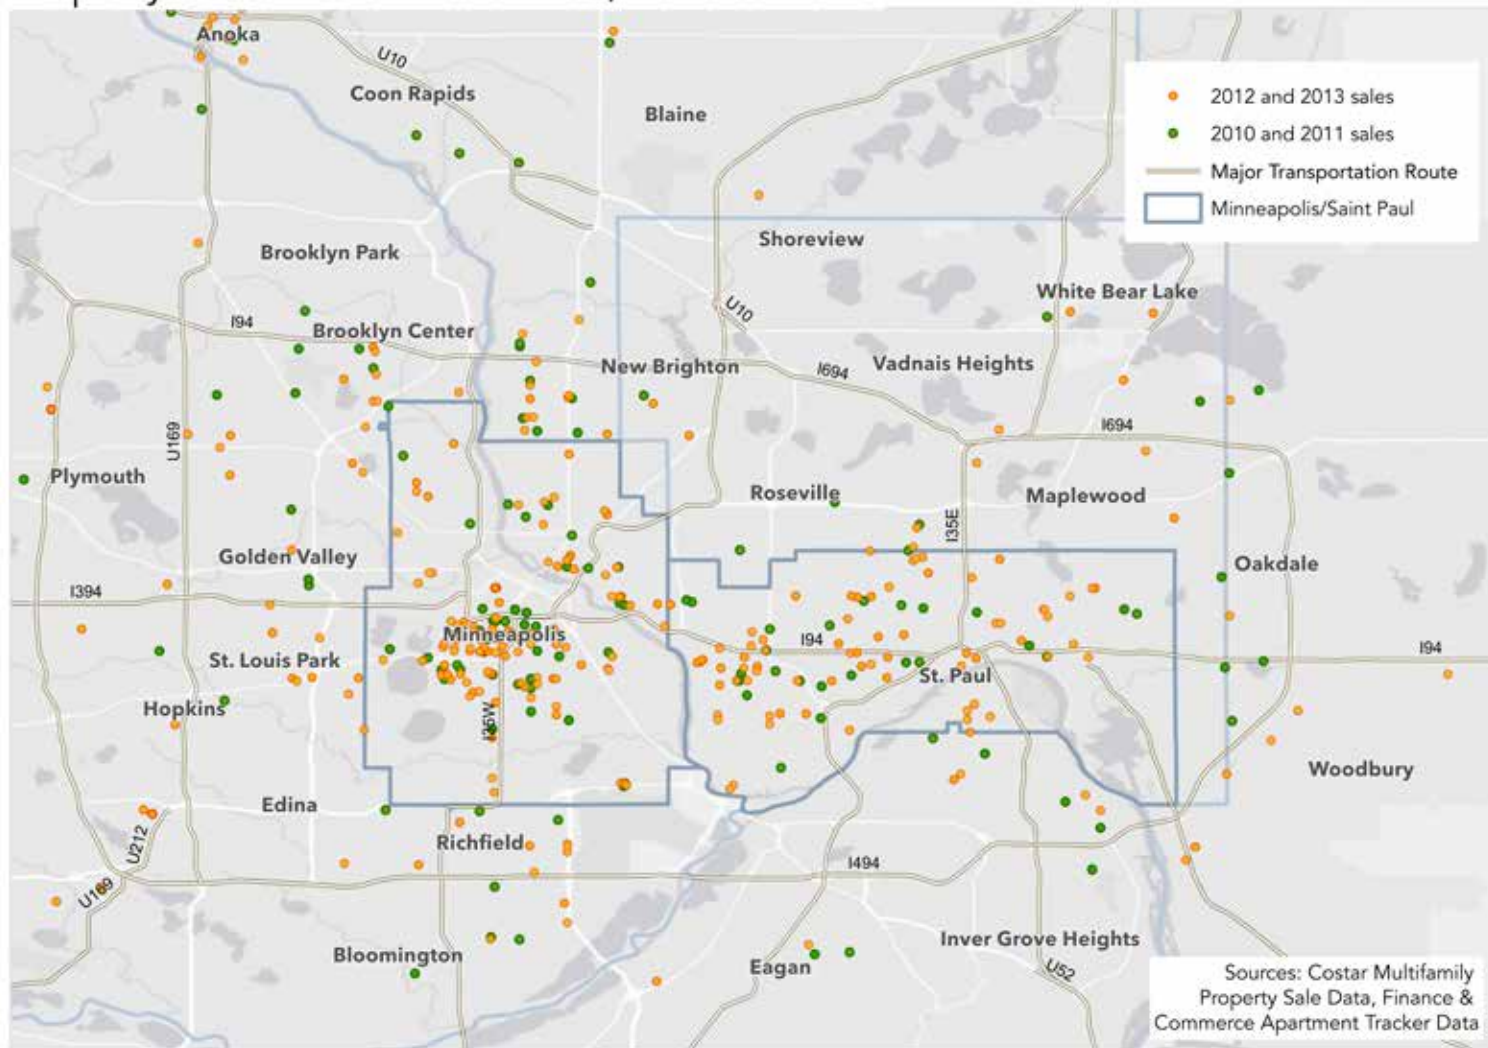 Anoka
U10
Coon Rapids
Blaine
2012 and 2013 sales
2010 and 2011 sales
Major Transportation Route
Minneapolis/Saint Paul
Shoreview
Brooklyn Park
White Bear Lake
U10
I94
Brooklyn Center
New Brighton
I694
Vadnais Heights
U169
I694
Plymouth
Roseville
Maplewood
I35E
Golden Valley
Oakdale
I394
Minneapolis
I94
I94
St. Louis Park
St. Paul
Hopkins
I35W
Woodbury
Edina
U212
Richfield
I494
U169
Bloomington
Inver Grove Heights
Eagan
U52
Sources: Costar Multifamily
Property Sale Data, Finance &
Commerce Apartment Tracker Data